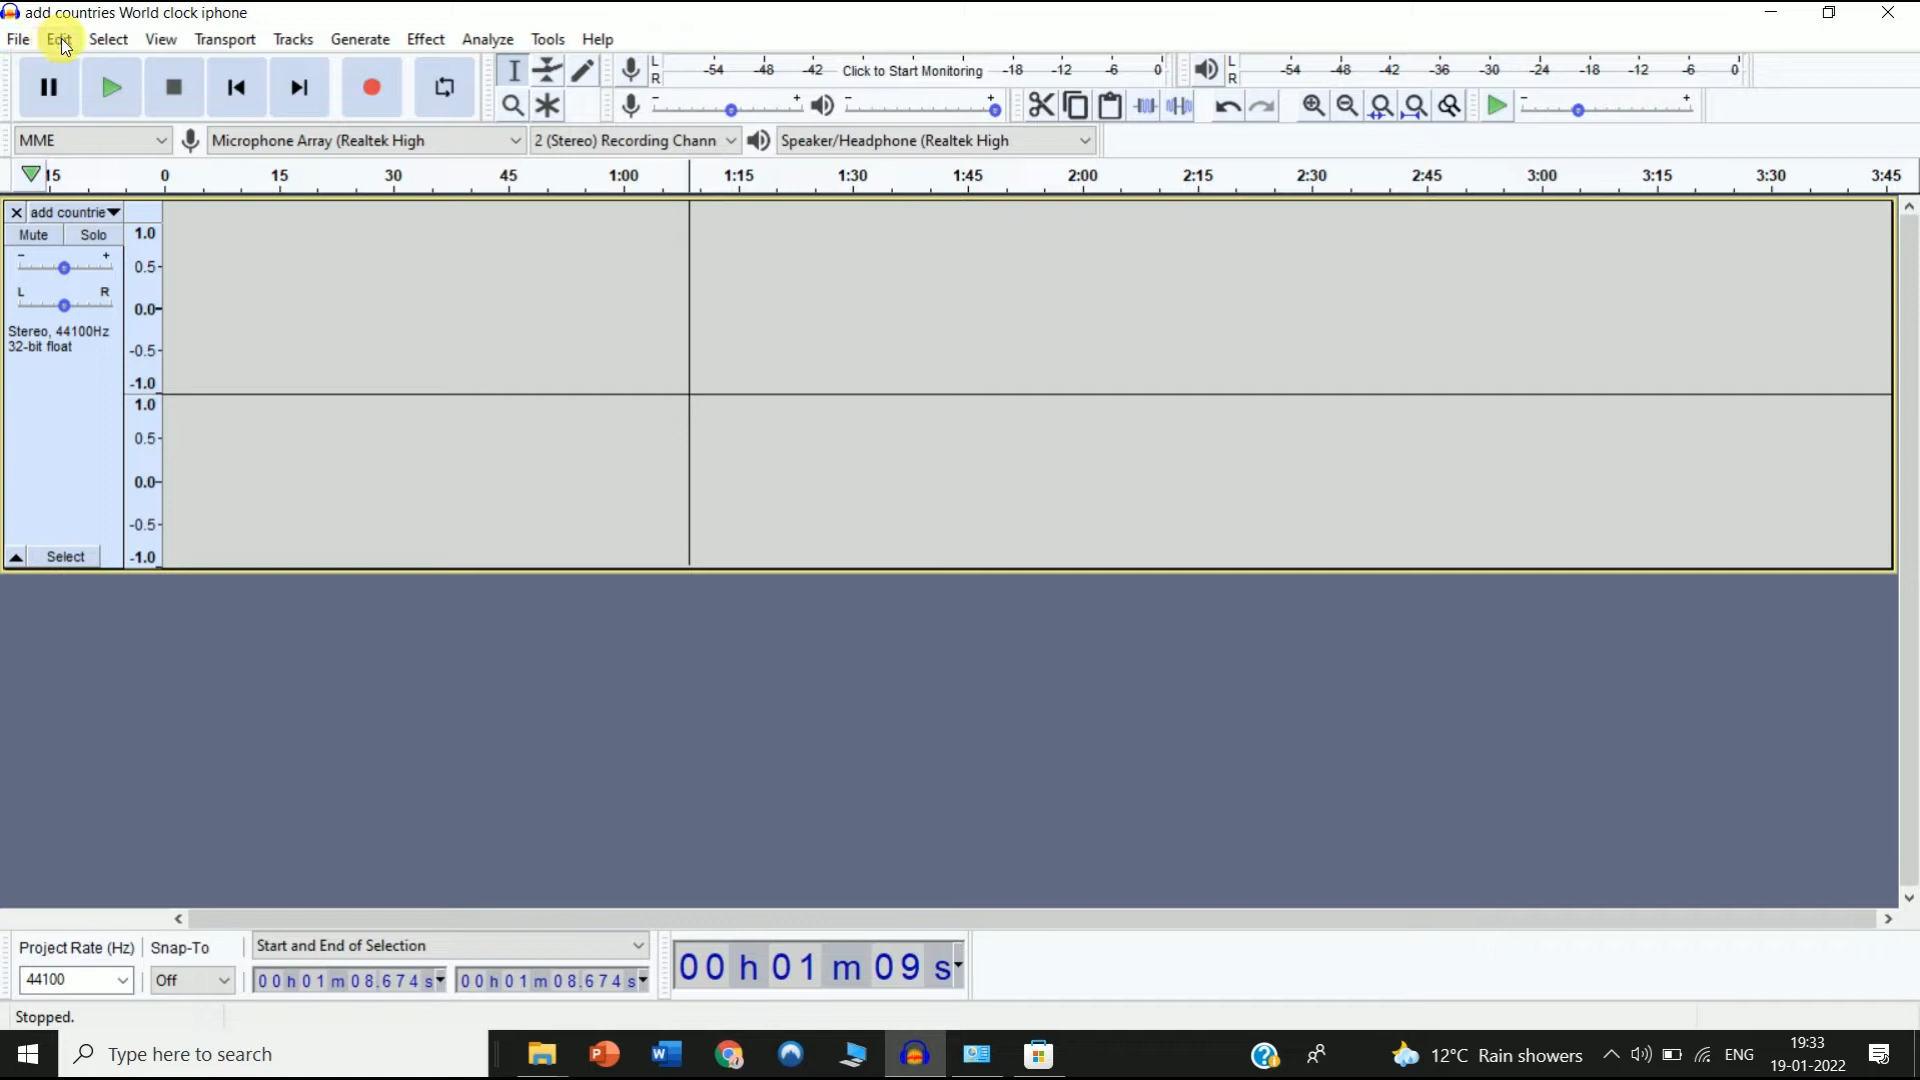 add countries World clock iphone
File Edit Select View Transport Tracks Generate Effect Analyze Tools Help
L R -54 -48 -42 Click to Start Monitoring -18 -12 -6 0
L R -54 -48 -42 -36 -30 -24 -18 -12 -6 0
- + - + - +
MME Microphone Array (Realtek High 2 (Stereo) Recording Chann Speaker/Headphone (Realtek High
15 0 15 30 45 1:00 1:15 1:30 1:45 2:00 2:15 2:30 2:45 3:00 3:15 3:30 3:45
add countrie
Mute Solo
- +
L R
Stereo, 44100Hz
32-bit float
Select
1.0
0.5
0.0
-0.5
-1.0
1.0
0.5
0.0
-0.5
-1.0
Project Rate (Hz) Snap-To Start and End of Selection
44100 Off 00 h 01 m 08.674 s 00 h 01 m 08.674 s 00 h 01 m 09 s
Stopped.
Type here to search 12°C Rain showers ENG 19:33
19-01-2022